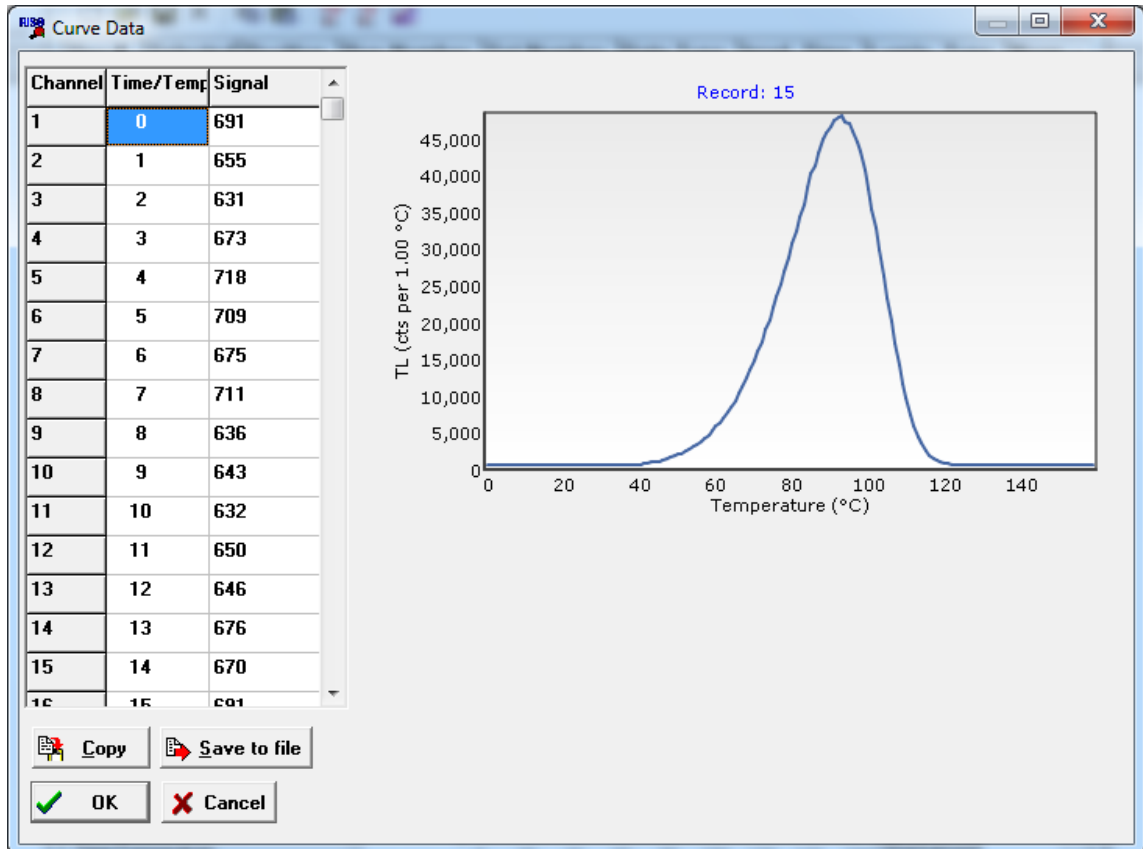 RISØ Curve Data
Channel Time/Temp Signal
1 0 691
2 1 655
3 2 631
4 3 673
5 4 718
6 5 709
7 6 675
8 7 711
9 8 636
10 9 643
11 10 632
12 11 650
13 12 646
14 13 676
15 14 670
16 15 691
Copy Save to file
OK Cancel
Record: 15
TL (cts per 1.00 °C)
45,000
40,000
35,000
30,000
25,000
20,000
15,000
10,000
5,000
0
0 20 40 60 80 100 120 140
Temperature (°C)